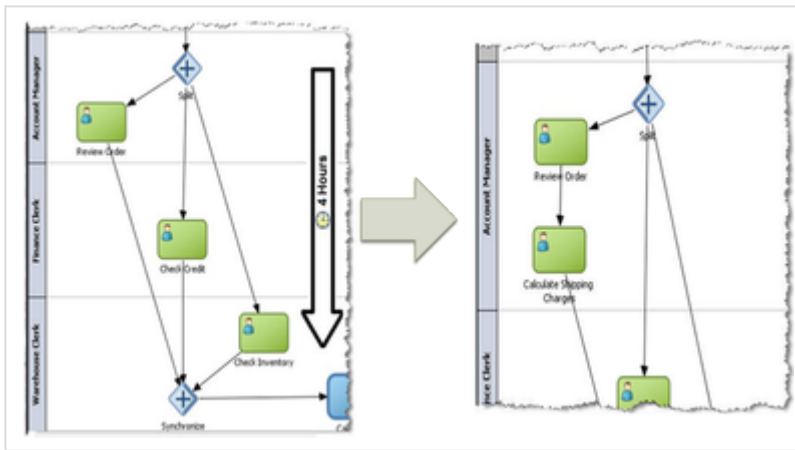 Account Manager
Split
Review Order
Finance Clerk
Check Credit
4 Hours
Warehouse Clerk
Check Inventory
Synchronize
Account Manager
Split
Review Order
Calculate Shipping
Charges
Clerk